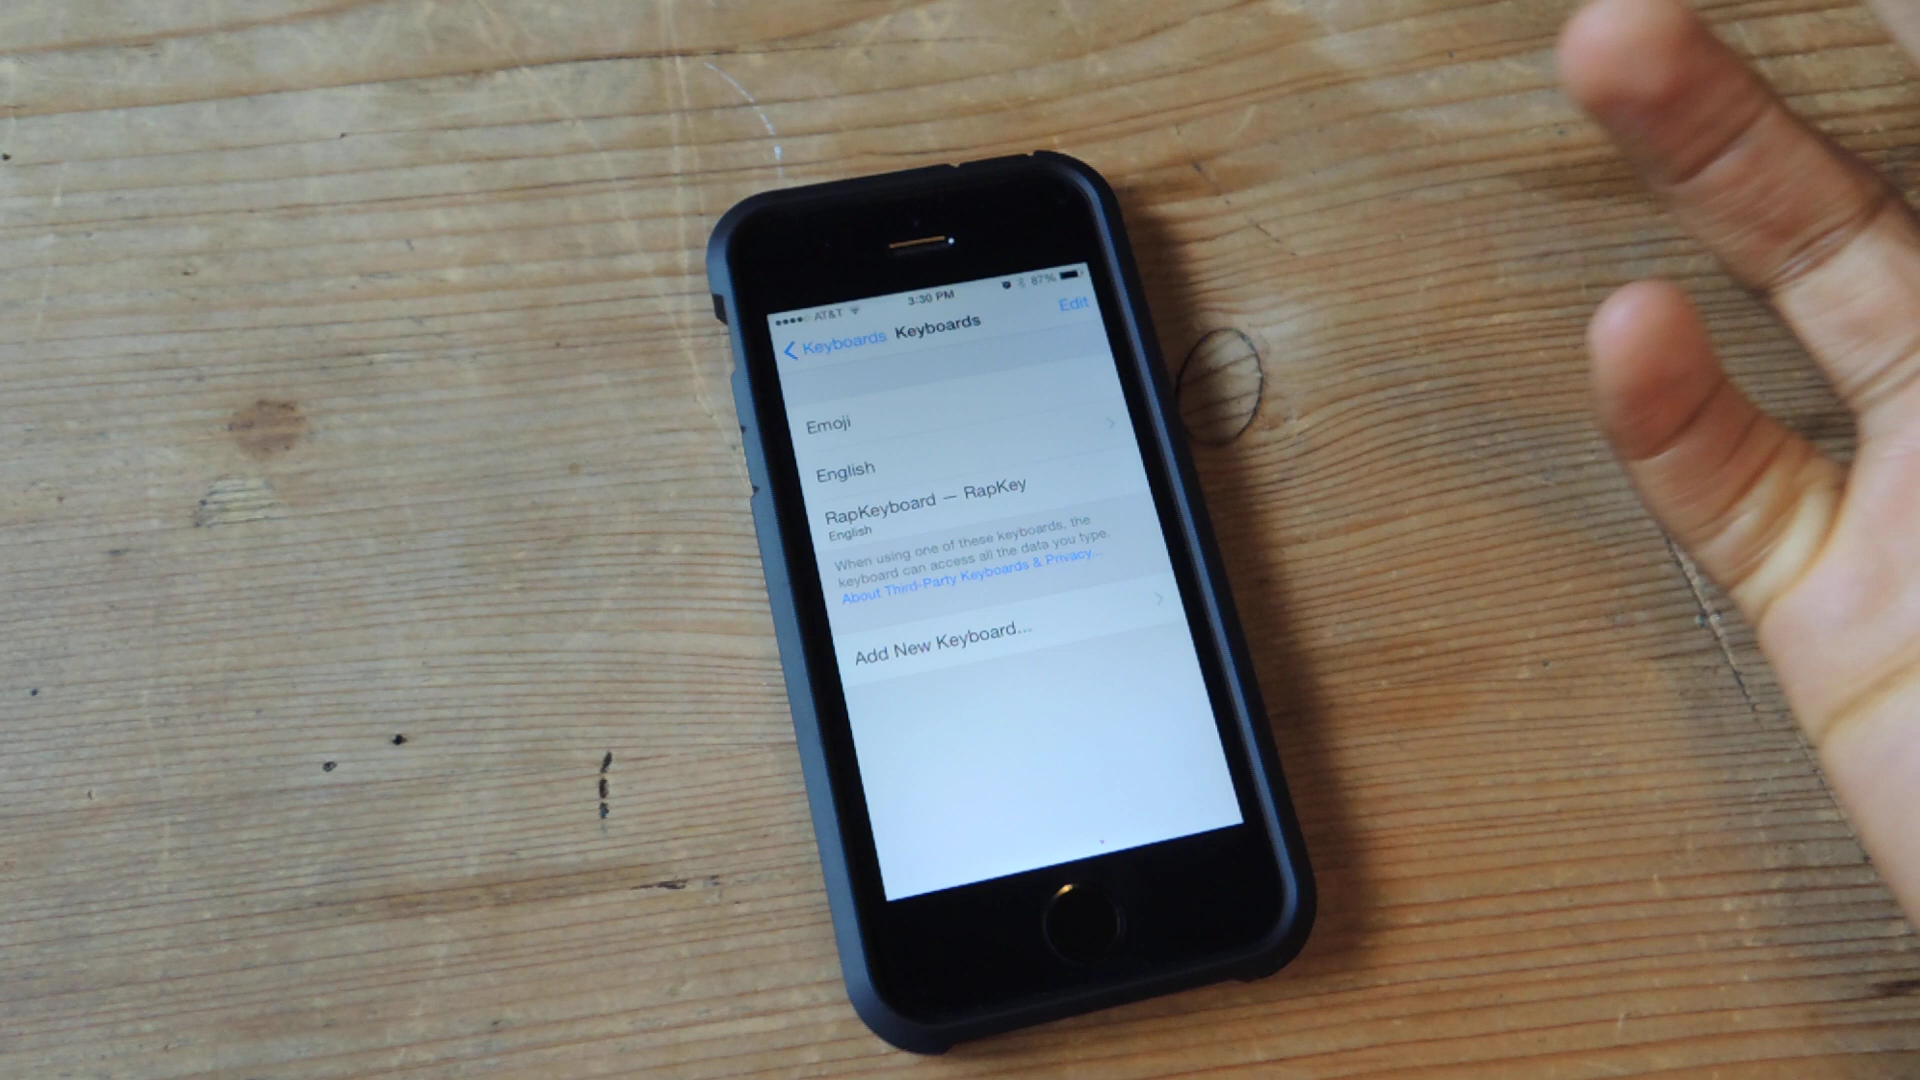 AT&T 3:30 PM 87%
Keyboards Keyboards Edit
Emoji
English
RapKeyboard — RapKey
English
When using one of these keyboards, the
keyboard can access all the data you type.
About Third-Party Keyboards & Privacy...
Add New Keyboard...